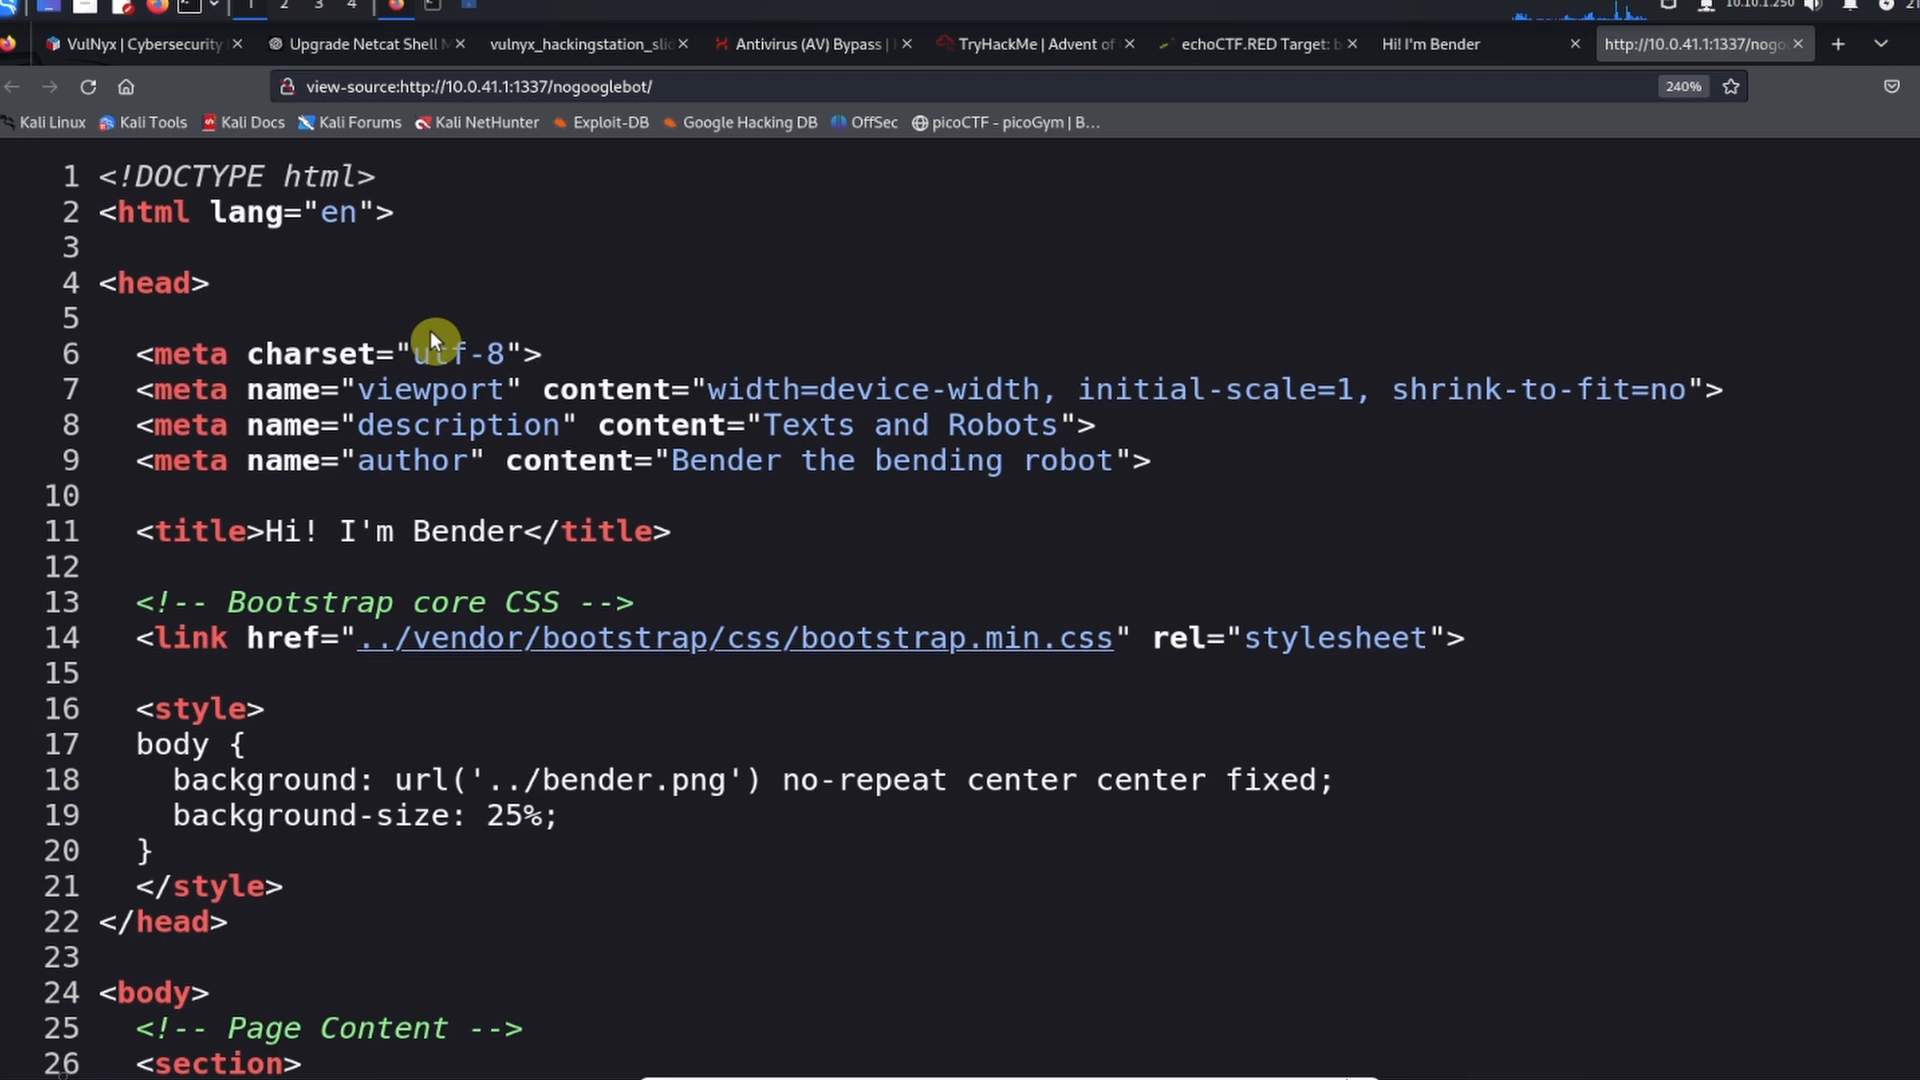 1 2 3 4 10.10.1.250
VulNyx | Cybersecurity Upgrade Netcat Shell vulnyx_hackingstation_sli Antivirus (AV) Bypass | TryHackMe | Advent of echoCTF.RED Target: b Hi! I'm Bender http://10.0.41.1:1337/nogo
view-source:http://10.0.41.1:1337/nogooglebot/ 240%
Kali Linux Kali Tools Kali Docs Kali Forums Kali NetHunter Exploit-DB Google Hacking DB OffSec picoCTF - picoGym | B...
1 <!DOCTYPE html>
2 <html lang="en">
3
4 <head>
5
6 <meta charset="utf-8">
7 <meta name="viewport" content="width=device-width, initial-scale=1, shrink-to-fit=no">
8 <meta name="description" content="Texts and Robots">
9 <meta name="author" content="Bender the bending robot">
10
11 <title>Hi! I'm Bender</title>
12
13 <!-- Bootstrap core CSS -->
14 <link href="../vendor/bootstrap/css/bootstrap.min.css" rel="stylesheet">
15
16 <style>
17 body {
18 background: url('../bender.png') no-repeat center center fixed;
19 background-size: 25%;
20 }
21 </style>
22 </head>
23
24 <body>
25 <!-- Page Content -->
26 <section>